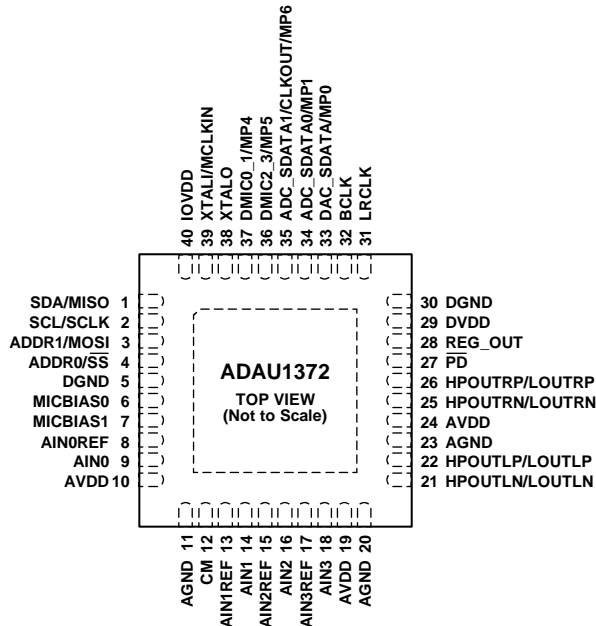 40 IOVDD
39 XTALI/MCLKIN
38 XTALO
37 DMIC0_1/MP4
36 DMIC2_3/MP5
35 ADC_SDATA1/CLKOUT/MP6
34 ADC_SDATA0/MP1
33 DAC_SDATA/MP0
32 BCLK
31 LRCLK
SDA/MISO 1
SCL/SCLK 2
ADDR1/MOSI 3
ADDR0/S̅S̅ 4
DGND 5
MICBIAS0 6
MICBIAS1 7
AIN0REF 8
AIN0 9
AVDD 10
ADAU1372
TOP VIEW
(Not to Scale)
30 DGND
29 DVDD
28 REG_OUT
27 P̅D̅
26 HPOUTRP/LOUTRP
25 HPOUTRN/LOUTRN
24 AVDD
23 AGND
22 HPOUTLP/LOUTLP
21 HPOUTLN/LOUTLN
AGND 11
CM 12
AIN1REF 13
AIN1 14
AIN2REF 15
AIN2 16
AIN3REF 17
AIN3 18
AVDD 19
AGND 20